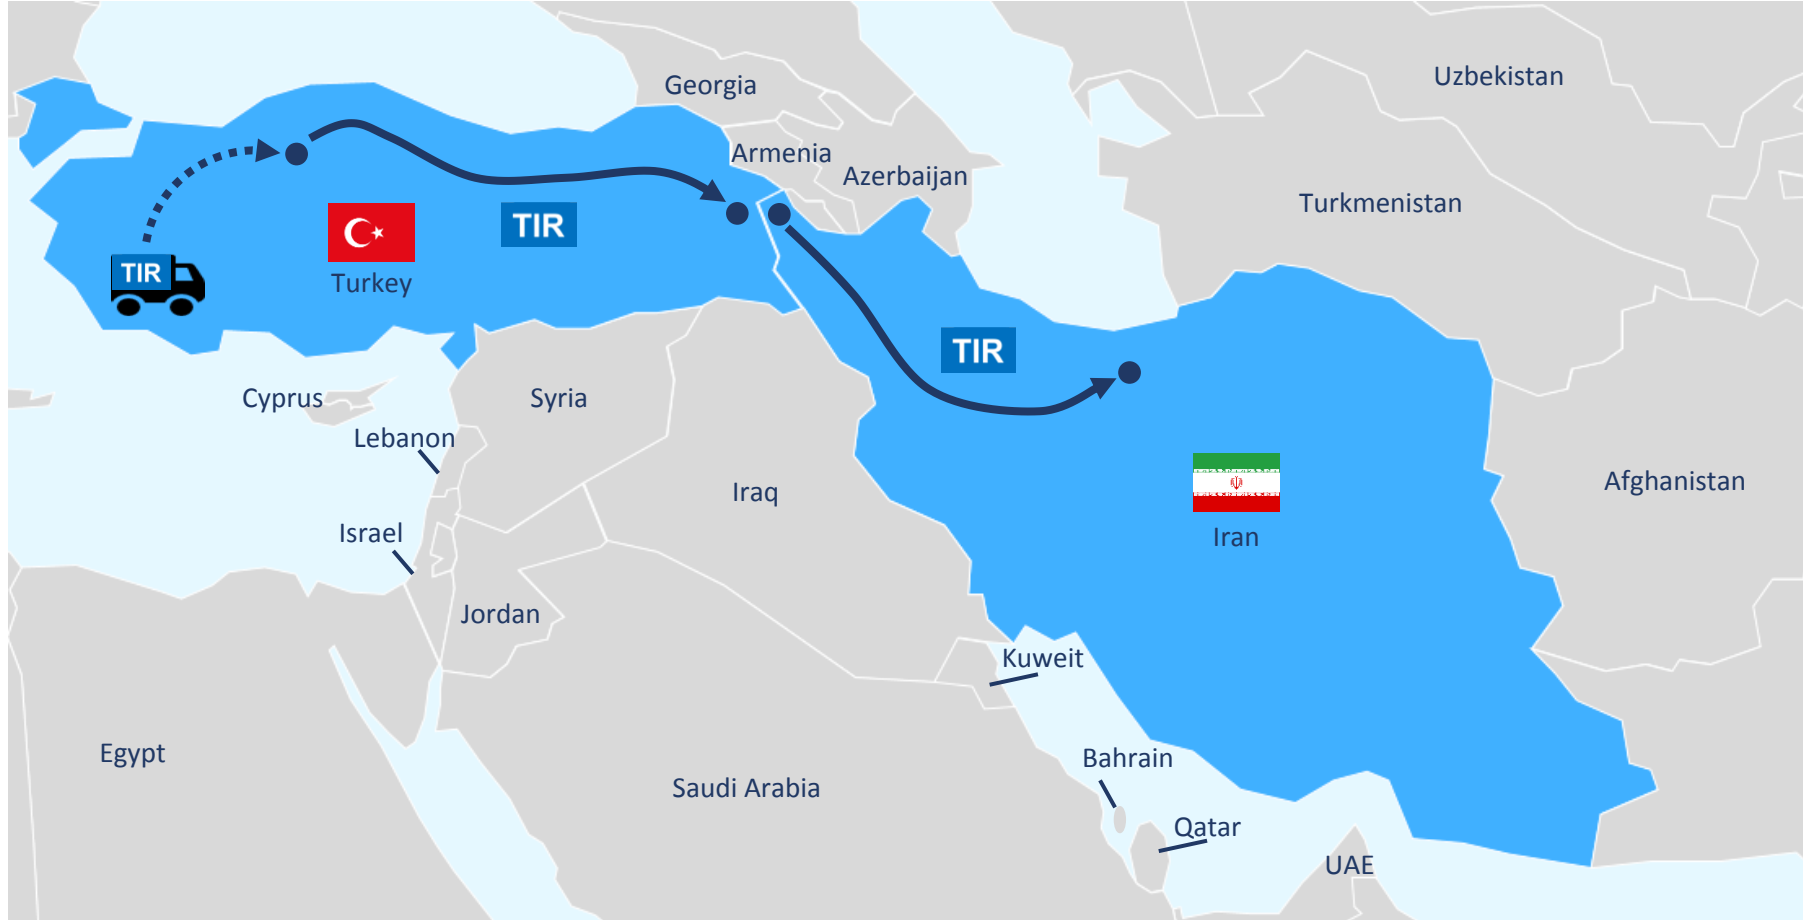 Georgia
Uzbekistan
Armenia
Azerbaijan
Turkmenistan
TIR
TIR
Turkey
TIR
Cyprus
Syria
Lebanon
Iraq
Afghanistan
Israel
Iran
Jordan
Kuweit
Egypt
Bahrain
Saudi Arabia
Qatar
UAE